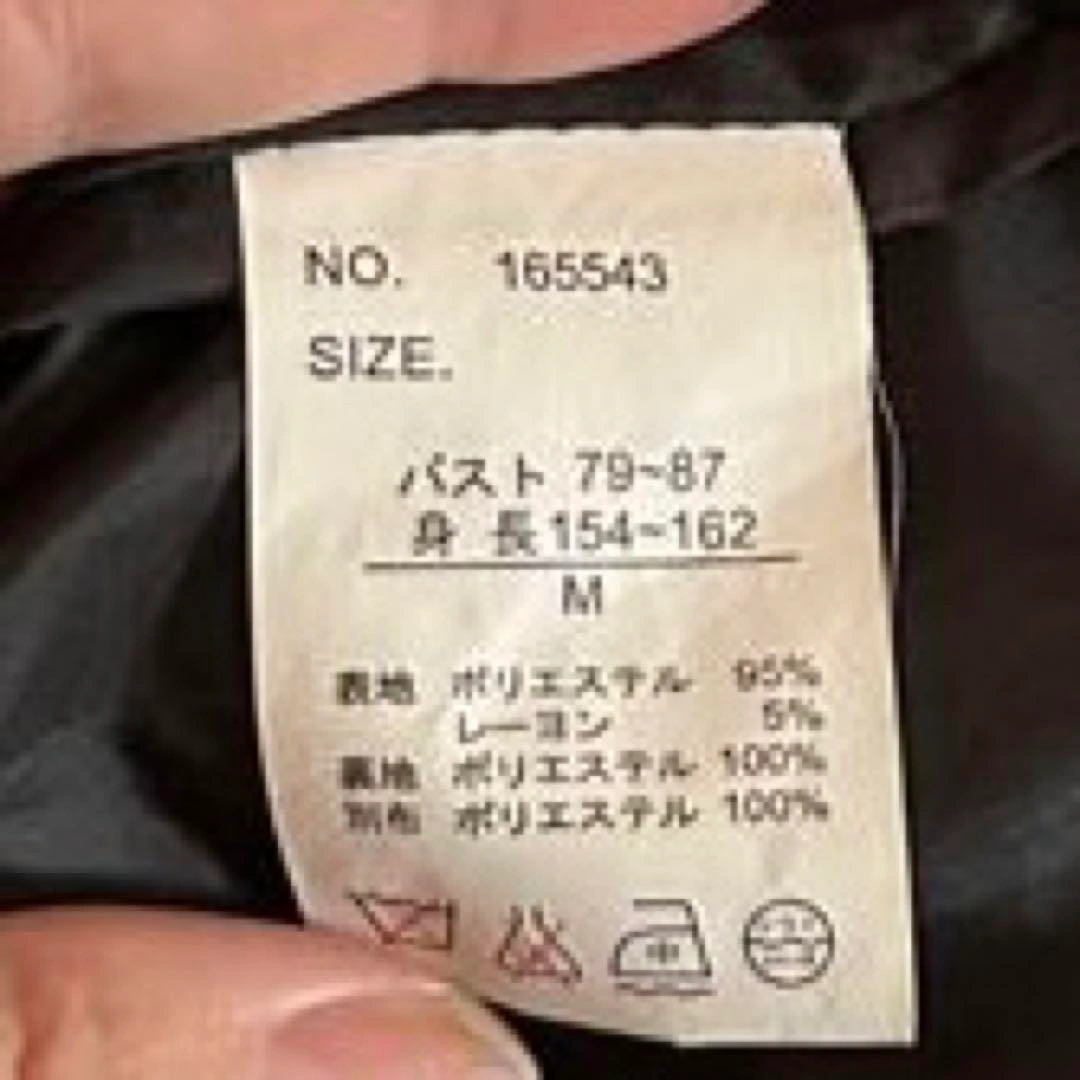 NO. 165543
SIZE.
バスト 79~87
身 長 154~162
M
表地 ポリエステル 95%
レーヨン 5%
裏地 ポリエステル 100%
別布 ポリエステル 100%
中